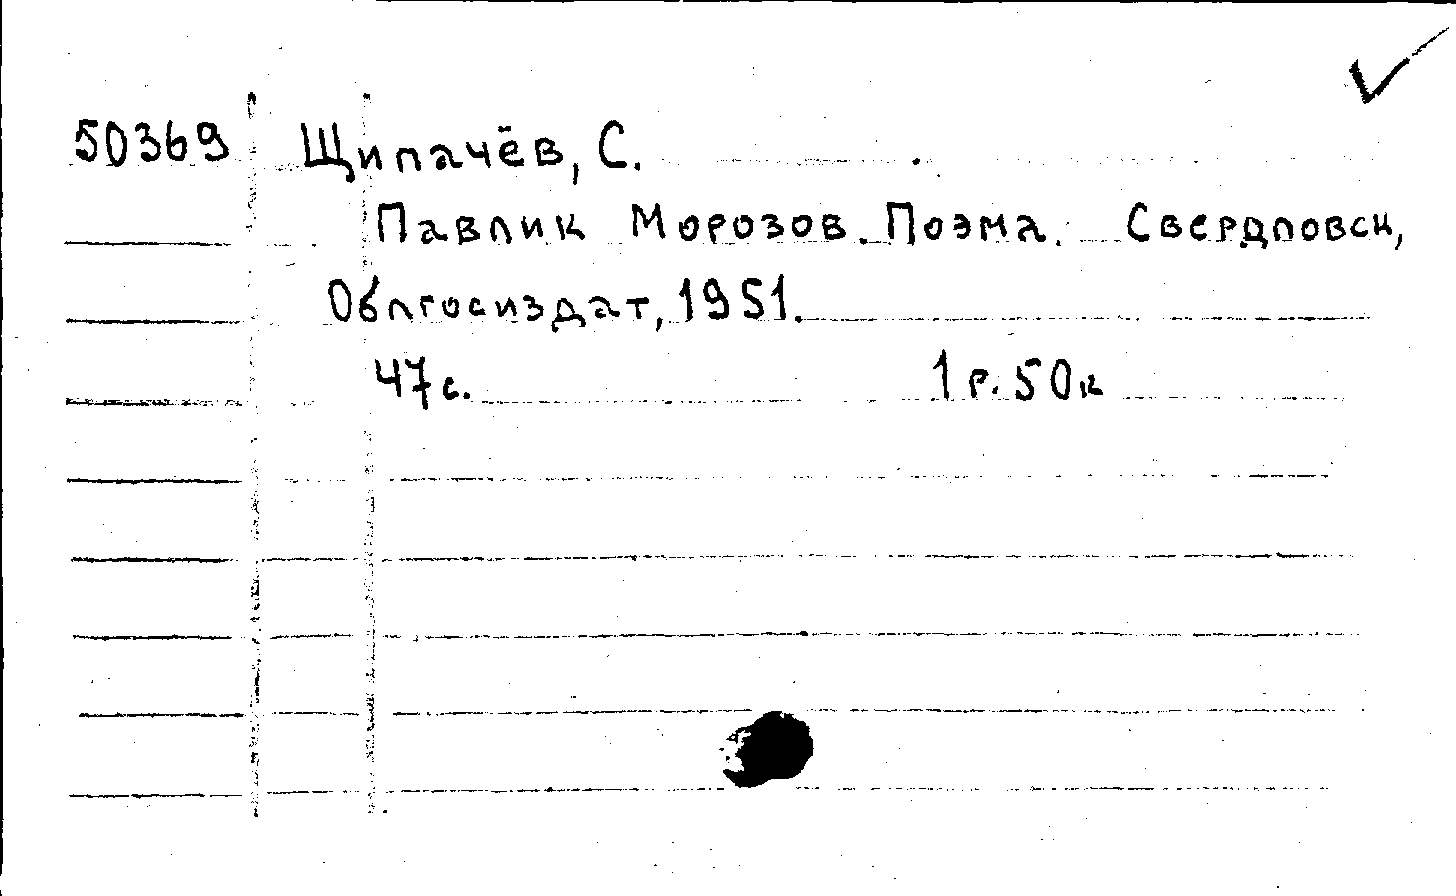 50369 Щипачёв, С.
Павлик Морозов. Поэма. Свердловск,
Облгосиздат, 1951.
47с. 1р.50к